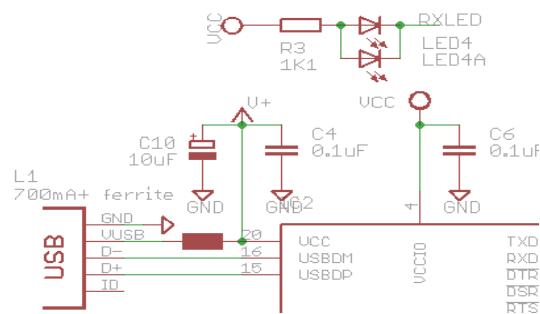 VCC
RXLED
R3
1K1
LED4
LED4A
V+
VCC
C10
10uF
C4
0.1uF
C6
0.1uF
L1
700mA+ ferrite
GND
GND
GND
4
GND
VUSB
20
VCC
TXD
D-
16
USBDM
VCCIO
RXD
D+
15
USBDP
DTR
ID
DSR
RTS
USB